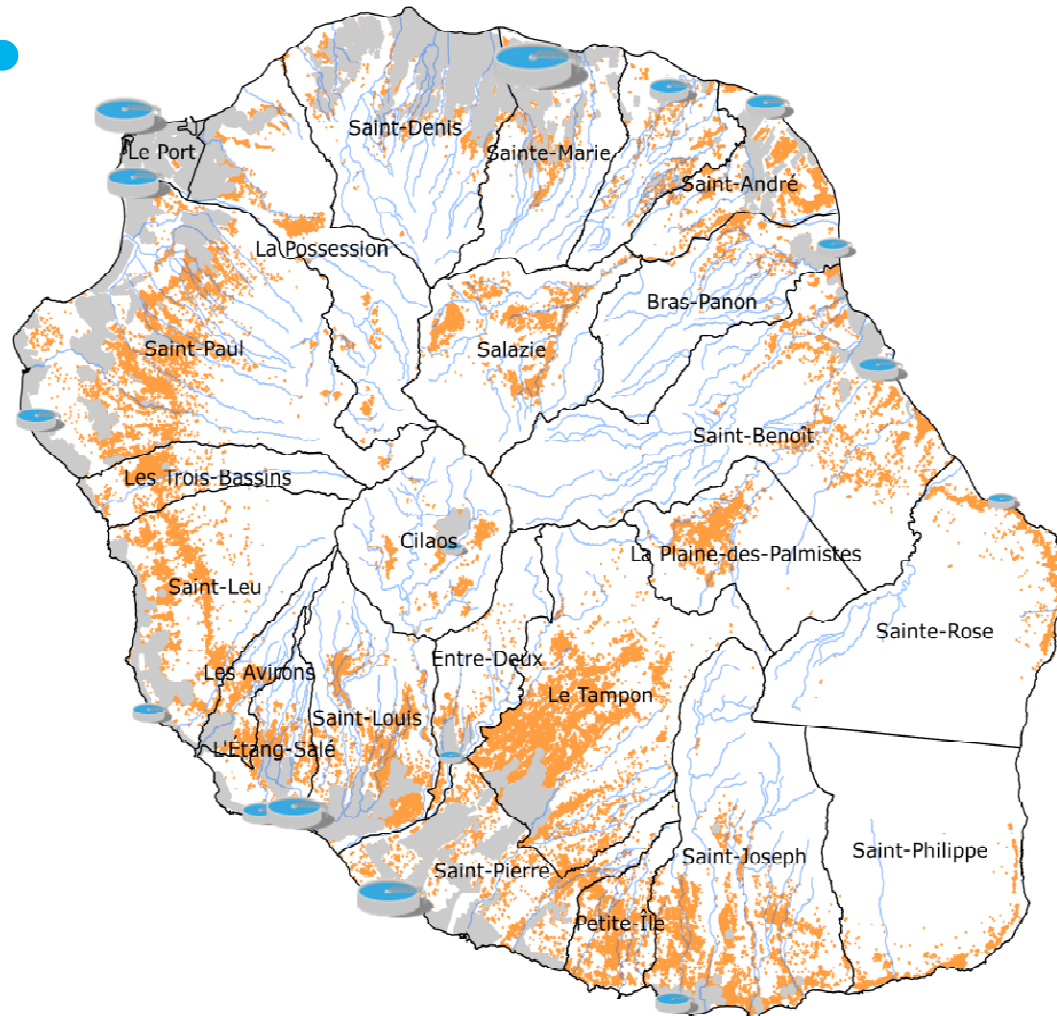 Saint-Denis
Le Port
Sainte-Marie
Saint-André
La Possession
Bras-Panon
Saint-Paul
Salazie
Saint-Benoît
Les Trois-Bassins
Cilaos
La Plaine-des-Palmistes
Saint-Leu
Sainte-Rose
Entre-Deux
Les Avirons
Le Tampon
Saint-Louis
L'Étang-Salé
Saint-Philippe
Saint-Joseph
Saint-Pierre
Petite-Île